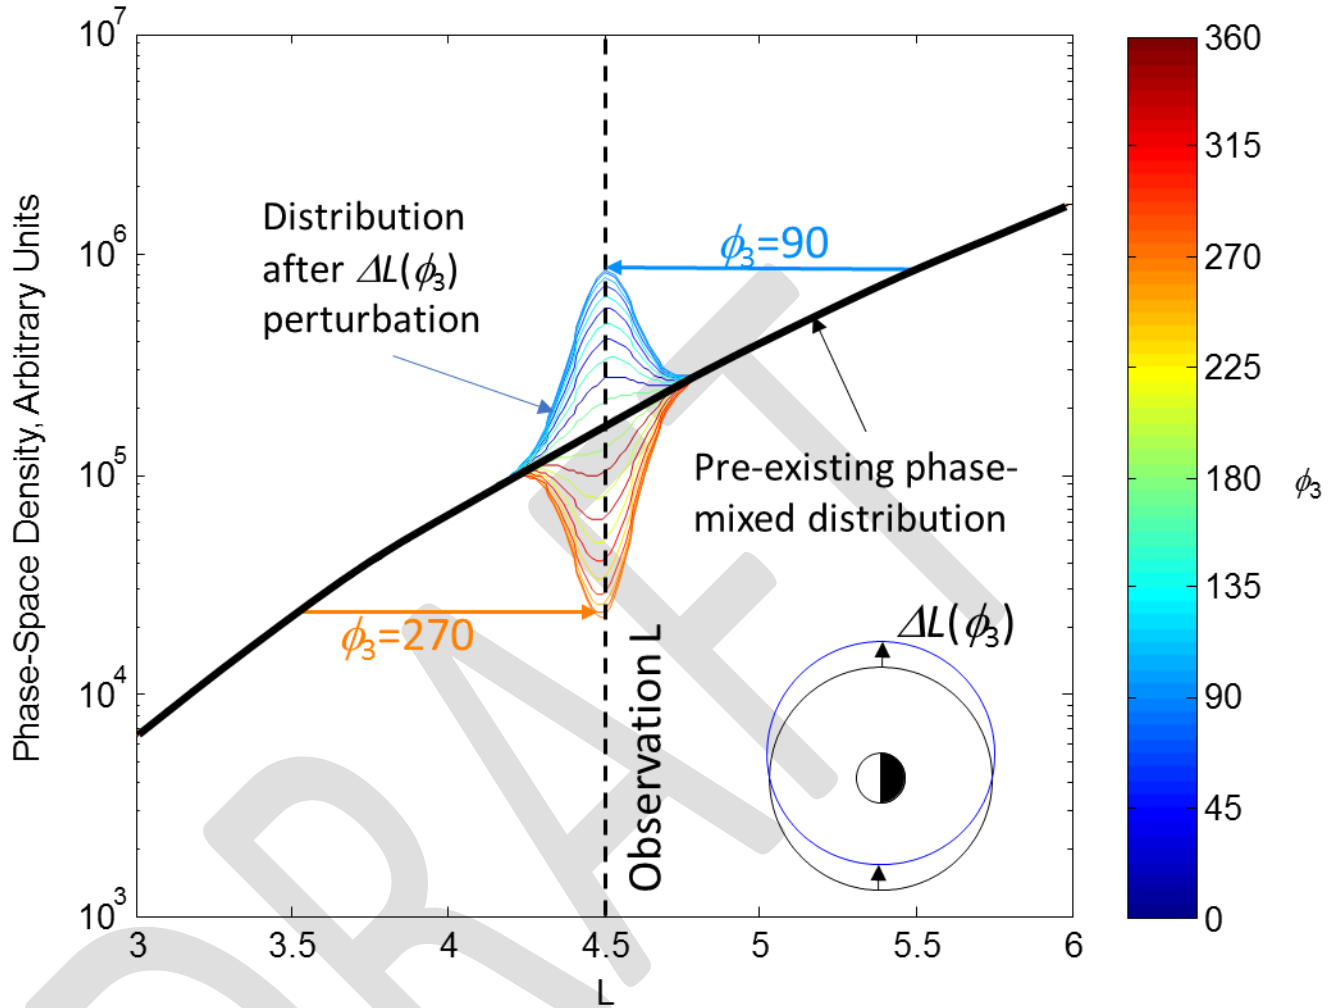 10^7
10^6
10^5
10^4
10^3
Phase-Space Density, Arbitrary Units
3
3.5
4
4.5
5
5.5
6
L
Distribution
after ΔL(ϕ₃)
perturbation
ϕ₃=90
Pre-existing phase-
mixed distribution
ϕ₃=270
Observation L
ΔL(ϕ₃)
360
315
270
225
180
135
90
45
0
ϕ₃
DRAFT